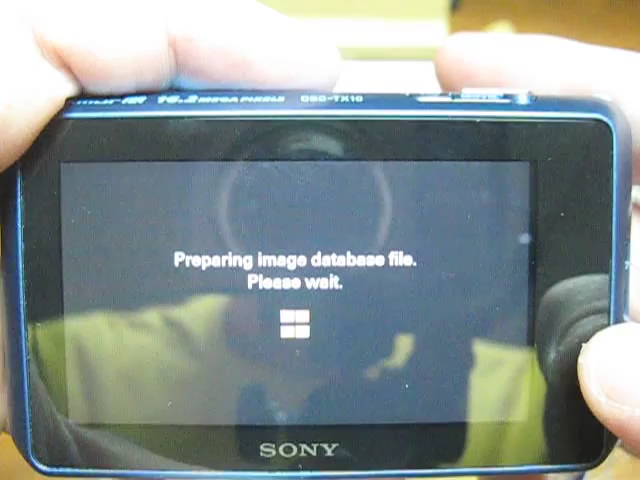 16.2 MEGA PIXELS DSC-TX10
Preparing image database file.
Please wait.
SONY